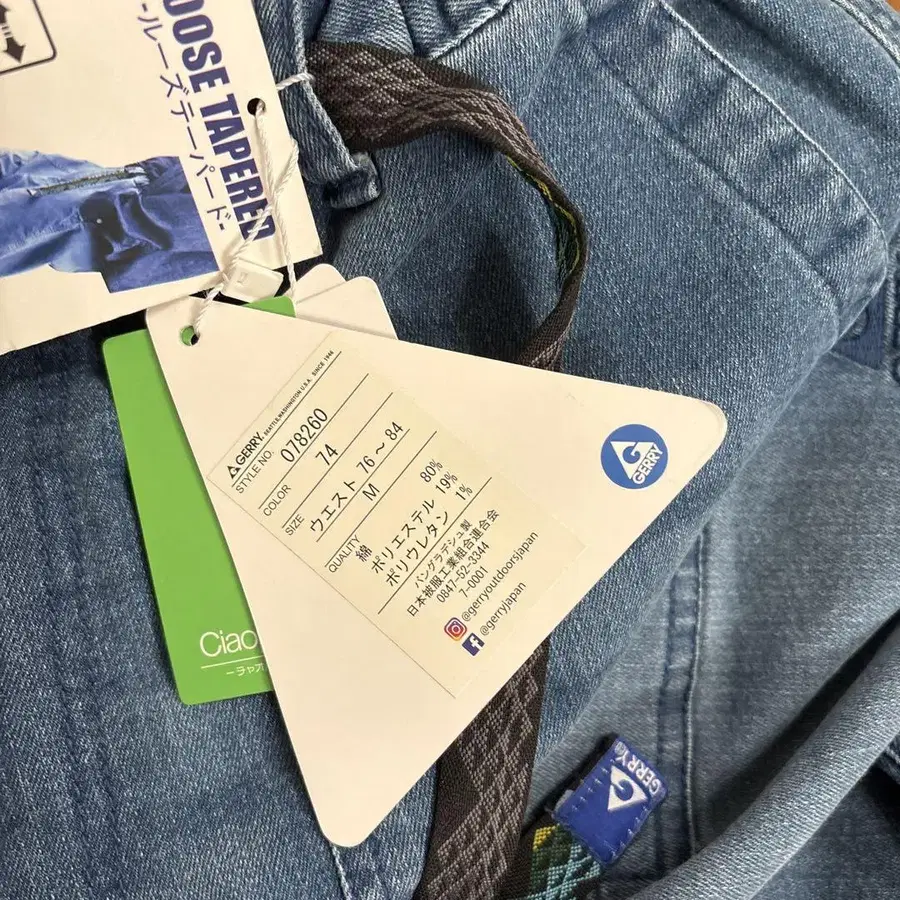 OOSE TAPERED
-ルーズテーパード-
GERRY.
SEATTLE, WASHINGTON U.S.A. SINCE 1946
STYLE NO. 078260
COLOR 74
SIZE ウエスト 76～84
M
QUALITY
綿 80%
ポリエステル 19%
ポリウレタン 1%
バングラデシュ製
日本被服工業組合連合会
0847-52-3344
7-0001
@gerryoutdoorsjapan
@gerryjapan
GERRY
Ciao
GERRY